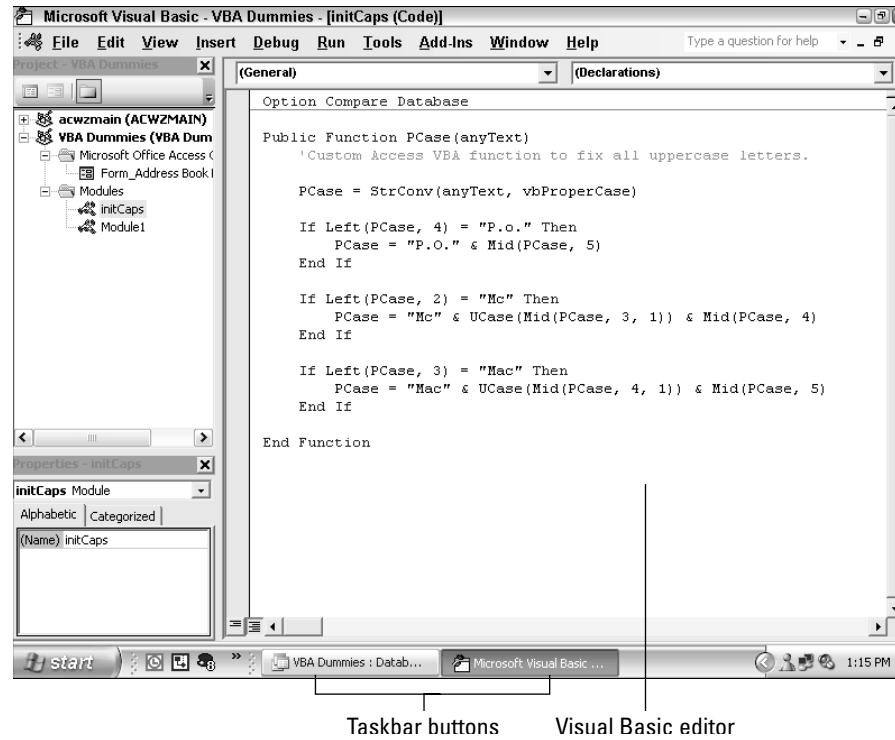 Microsoft Visual Basic - VBA Dummies - [initCaps (Code)]
File Edit View Insert Debug Run Tools Add-Ins Window Help Type a question for help
Project - VBA Dummies
(General) (Declarations)
acwzmain (ACWZMAIN)
VBA Dummies (VBA Dum
Microsoft Office Access
Form_Address Book
Modules
initCaps
Module1
Option Compare Database
Public Function PCase(anyText)
'Custom Access VBA function to fix all uppercase letters.
PCase = StrConv(anyText, vbProperCase)
If Left(PCase, 4) = "P.o." Then
PCase = "P.O." & Mid(PCase, 5)
End If
If Left(PCase, 2) = "Mc" Then
PCase = "Mc" & UCase(Mid(PCase, 3, 1)) & Mid(PCase, 4)
End If
If Left(PCase, 3) = "Mac" Then
PCase = "Mac" & UCase(Mid(PCase, 4, 1)) & Mid(PCase, 5)
End If
End Function
Properties - initCaps
initCaps Module
Alphabetic Categorized
(Name) initCaps
start VBA Dummies : Datab... Microsoft Visual Basic ... 1:15 PM
Taskbar buttons Visual Basic editor